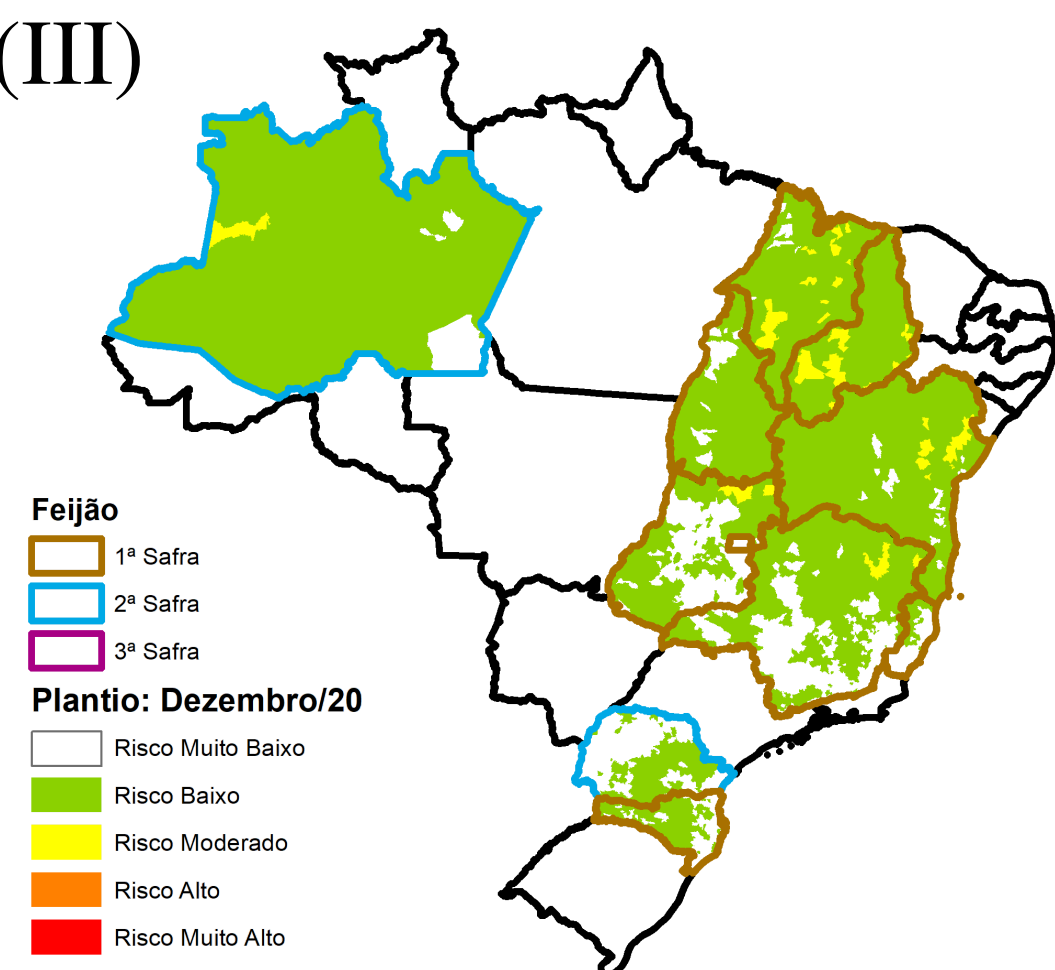 (III)
Feijão
1ª Safra
2ª Safra
3ª Safra
Plantio: Dezembro/20
Risco Muito Baixo
Risco Baixo
Risco Moderado
Risco Alto
Risco Muito Alto